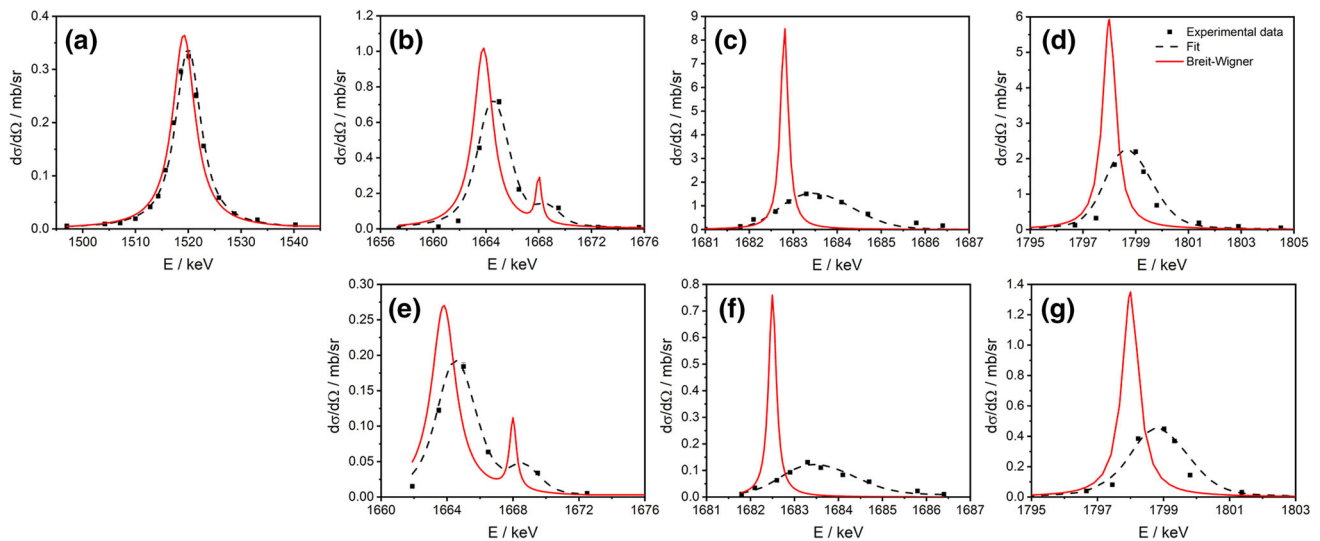 (a)
dσ/dΩ / mb/sr
0.4
0.3
0.2
0.1
0.0
1500 1510 1520 1530 1540
E / keV
(b)
dσ/dΩ / mb/sr
1.2
1.0
0.8
0.6
0.4
0.2
0.0
1656 1660 1664 1668 1672 1676
E / keV
(c)
dσ/dΩ / mb/sr
9
8
7
6
5
4
3
2
1
0
1681 1682 1683 1684 1685 1686 1687
E / keV
(d)
Experimental data
Fit
Breit-Wigner
dσ/dΩ / mb/sr
6
5
4
3
2
1
0
1795 1797 1799 1801 1803 1805
E / keV
(e)
dσ/dΩ / mb/sr
0.30
0.25
0.20
0.15
0.10
0.05
0.00
1660 1664 1668 1672 1676
E / keV
(f)
dσ/dΩ / mb/sr
0.8
0.7
0.6
0.5
0.4
0.3
0.2
0.1
0.0
1681 1682 1683 1684 1685 1686 1687
E / keV
(g)
dσ/dΩ / mb/sr
1.4
1.2
1.0
0.8
0.6
0.4
0.2
0.0
1795 1797 1799 1801 1803
E / keV